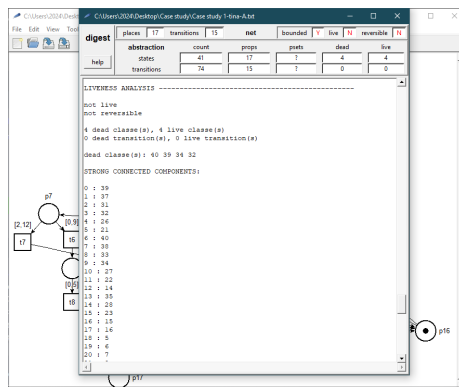 C:\Users\2024\Desktop\Case study\Case study 1-tina-A.txt
File Edit View
digest
places 17 transitions 15 net bounded Y live N reversible N
abstraction count props psets dead live
help
states 41 17 ? 4 4
transitions 74 15 ? 0 0
LIVENESS ANALYSIS -----------------------------------------------
not live
not reversible
4 dead classe(s), 4 live classe(s)
0 dead transition(s), 0 live transition(s)
dead classe(s): 40 39 34 32
STRONG CONNECTED COMPONENTS:
0 : 39
1 : 37
2 : 31
3 : 32
4 : 26
5 : 21
6 : 40
7 : 38
8 : 33
9 : 34
10 : 27
11 : 22
12 : 14
13 : 35
14 : 28
15 : 23
16 : 15
17 : 16
18 : 5
19 : 6
20 : 7
p7
[2,12]
[0,9]
t7
t6
[0,5]
t8
p16
p17